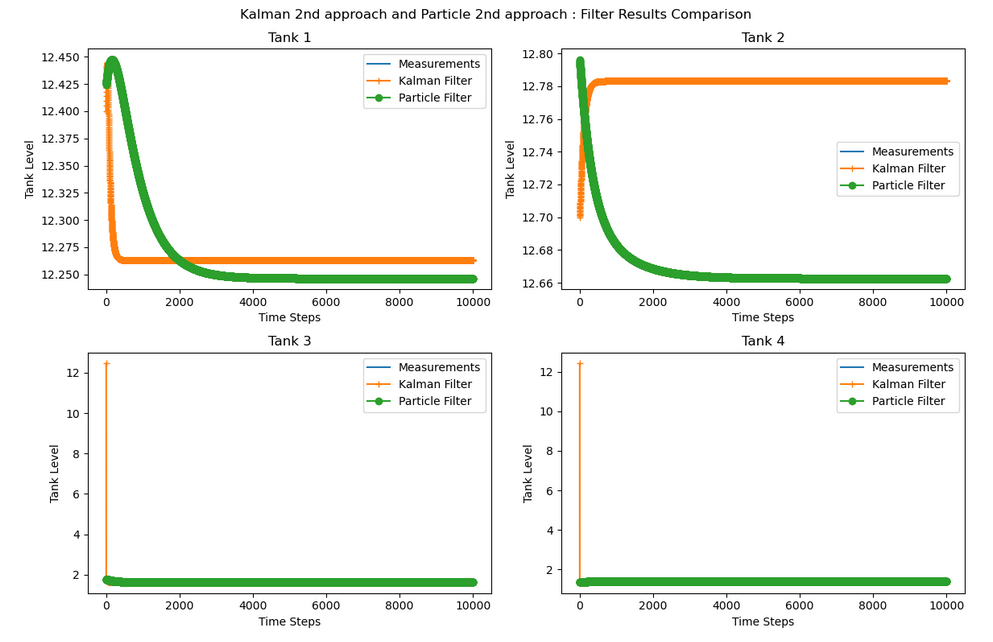 Kalman 2nd approach and Particle 2nd approach : Filter Results Comparison
Tank 1
12.450
12.425
12.400
12.375
12.350
12.325
12.300
12.275
12.250
Tank Level
Measurements
Kalman Filter
Particle Filter
0 2000 4000 6000 8000 10000
Time Steps
Tank 2
12.80
12.78
12.76
12.74
12.72
12.70
12.68
12.66
Tank Level
Measurements
Kalman Filter
Particle Filter
0 2000 4000 6000 8000 10000
Time Steps
Tank 3
12
10
8
6
4
2
Tank Level
Measurements
Kalman Filter
Particle Filter
0 2000 4000 6000 8000 10000
Time Steps
Tank 4
12
10
8
6
4
2
Tank Level
Measurements
Kalman Filter
Particle Filter
0 2000 4000 6000 8000 10000
Time Steps